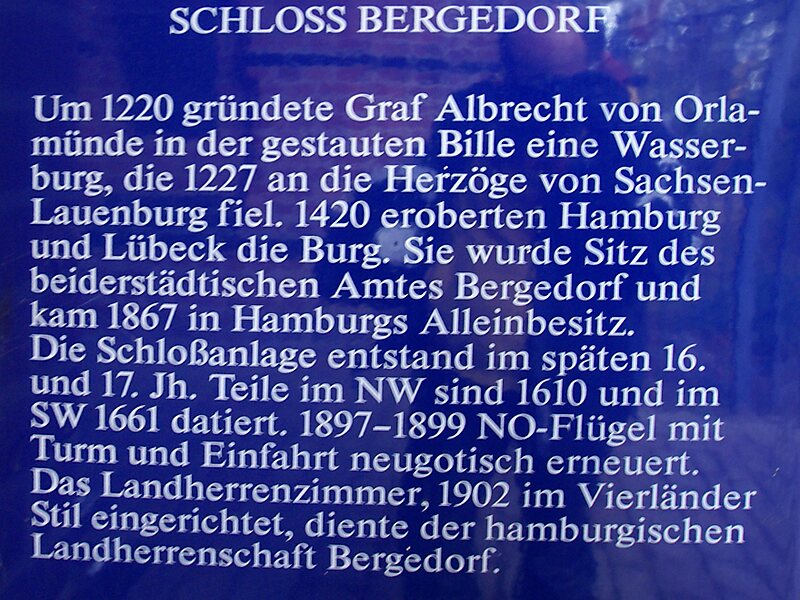 SCHLOSS BERGEDORF
Um 1220 gründete Graf Albrecht von Orla-
münde in der gestauten Bille eine Wasser-
burg, die 1227 an die Herzöge von Sachsen-
Lauenburg fiel. 1420 eroberten Hamburg
und Lübeck die Burg. Sie wurde Sitz des
beiderstädtischen Amtes Bergedorf und
kam 1867 in Hamburgs Alleinbesitz.
Die Schloßanlage entstand im späten 16.
und 17. Jh. Teile im NW sind 1610 und im
SW 1661 datiert. 1897–1899 NO-Flügel mit
Turm und Einfahrt neugotisch erneuert.
Das Landherrenzimmer, 1902 im Vierländer
Stil eingerichtet, diente der hamburgischen
Landherrenschaft Bergedorf.